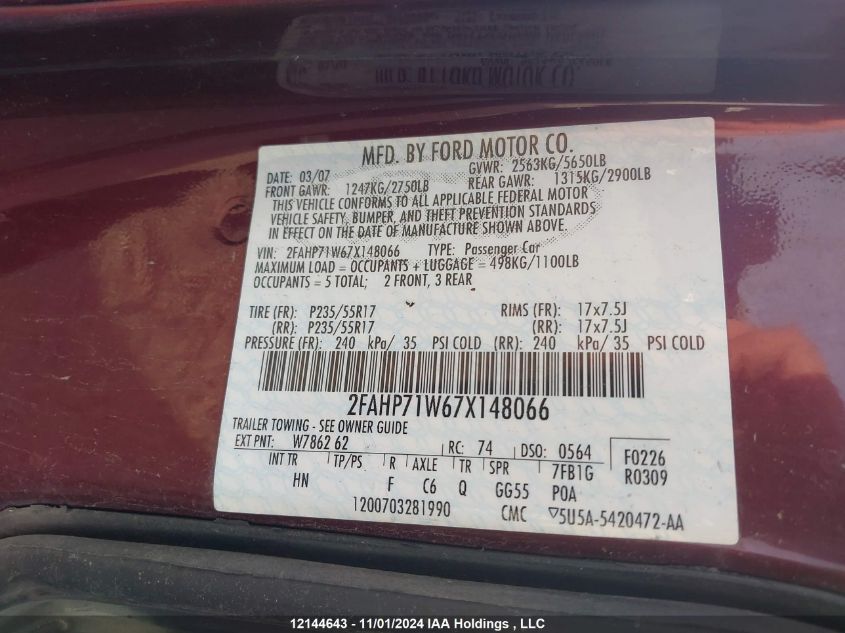 MFD. BY FORD MOTOR CO.
DATE: 03/07 GVWR: 2563KG/5650LB
FRONT GAWR: 1247KG/2750LB REAR GAWR: 1315KG/2900LB
THIS VEHICLE CONFORMS TO ALL APPLICABLE FEDERAL MOTOR
VEHICLE SAFETY, BUMPER, AND THEFT PREVENTION STANDARDS
IN EFFECT ON THE DATE OF MANUFACTURE SHOWN ABOVE.
VIN: 2FAHP71W67X148066 TYPE: Passenger Car
MAXIMUM LOAD = OCCUPANTS + LUGGAGE = 498KG/1100LB
OCCUPANTS = 5 TOTAL; 2 FRONT, 3 REAR
TIRE (FR): P235/55R17 RIMS (FR): 17x7.5J
(RR): P235/55R17 (RR): 17x7.5J
PRESSURE (FR): 240 kPa/ 35 PSI COLD (RR): 240 kPa/ 35 PSI COLD
2FAHP71W67X148066
TRAILER TOWING - SEE OWNER GUIDE
EXT PNT: W7862 62 RC: 74 DSO: 0564 F0226
INT TR TP/PS R AXLE TR SPR 7FB1G R0309
HN F C6 Q GG55 POA
1200703281990 CMC ▽5U5A-5420472-AA
12144643 - 11/01/2024 IAA Holdings , LLC